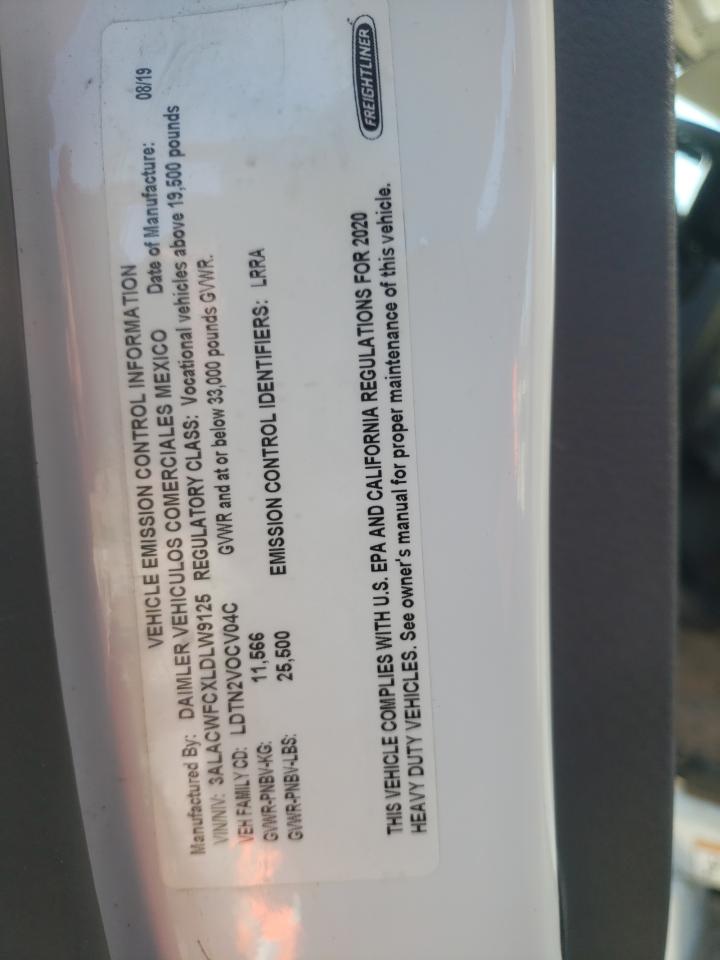 VEHICLE EMISSION CONTROL INFORMATION
Manufactured By: DAIMLER VEHICULOS COMERCIALES MEXICO Date of Manufacture: 08/19
VIN/NIV: 3ALACWFCXLDLW9125 REGULATORY CLASS: Vocational vehicles above 19,500 pounds
VEH FAMILY CD: LDTN2VOCV04C GVWR and at or below 33,000 pounds GVWR.
GVWR-PNBV-KG: 11,566
GVWR-PNBV-LBS: 25,500 EMISSION CONTROL IDENTIFIERS: LRRA
THIS VEHICLE COMPLIES WITH U.S. EPA AND CALIFORNIA REGULATIONS FOR 2020
HEAVY DUTY VEHICLES. See owner's manual for proper maintenance of this vehicle.
FREIGHTLINER